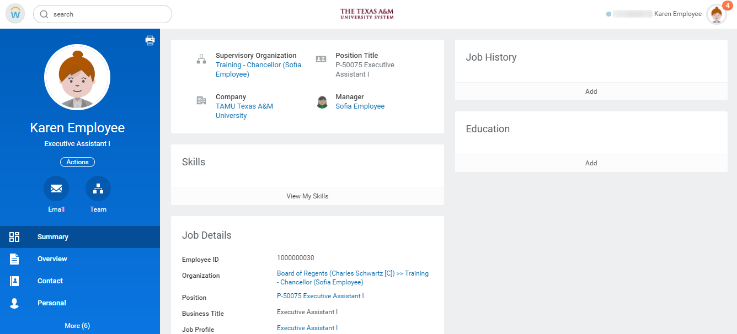 search
THE TEXAS A&M
UNIVERSITY SYSTEM
Karen Employee
4
Karen Employee
Executive Assistant I
Actions
Email
Team
Summary
Overview
Contact
Personal
More (6)
Supervisory Organization
Training - Chancellor (Sofia
Employee)
Position Title
P-50075 Executive
Assistant I
Company
TAMU Texas A&M
University
Manager
Sofia Employee
Skills
View My Skills
Job Details
Employee ID
1000000030
Organization
Board of Regents (Charles Schwartz [C]) >> Training
- Chancellor (Sofia Employee)
Position
P-50075 Executive Assistant I
Business Title
Executive Assistant I
Job Profile
Executive Assistant I
Job History
Add
Education
Add